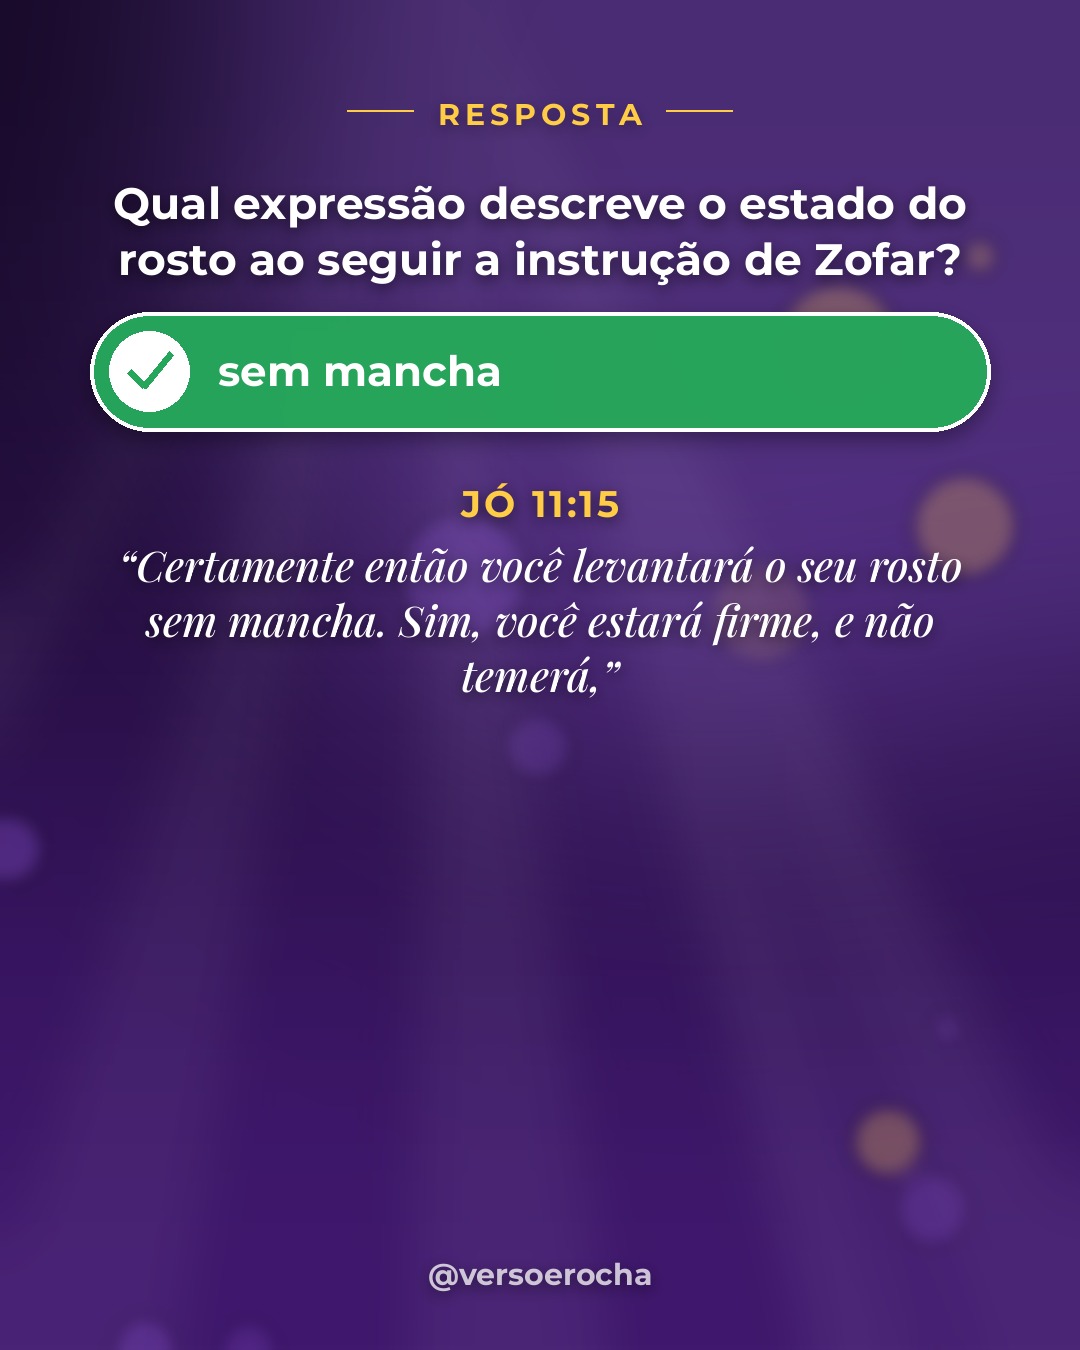 RESPOSTA
Qual expressão descreve o estado do
rosto ao seguir a instrução de Zofar?
sem mancha
JÓ 11:15
“Certamente então você levantará o seu rosto
sem mancha. Sim, você estará firme, e não
temerá,”
@versoerocha